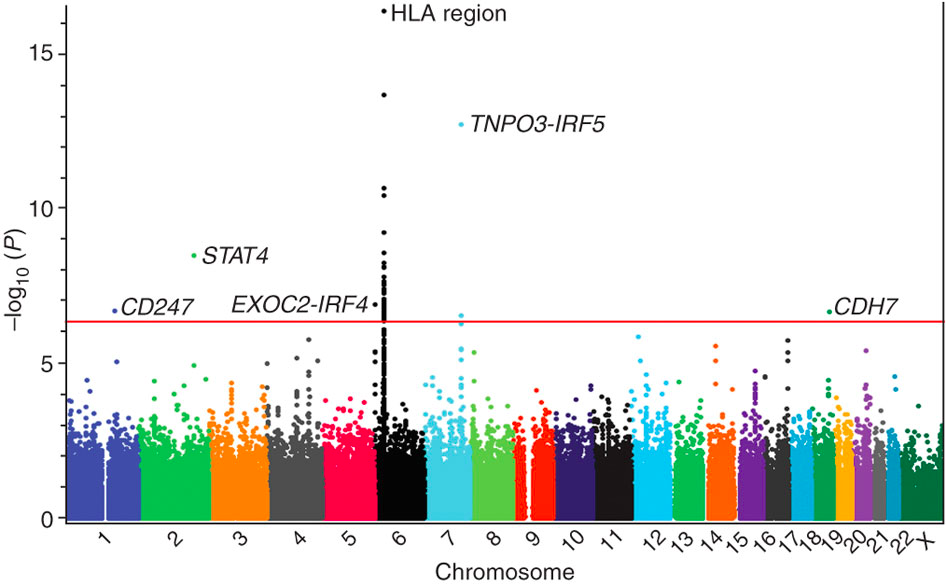 HLA region
15
TNPO3-IRF5
10
–log10 (P)
STAT4
EXOC2-IRF4
CD247
CDH7
5
0
1 2 3 4 5 6 7 8 9 10 11 12 13 14 15 16 17 18 19 20 21 22 X
Chromosome